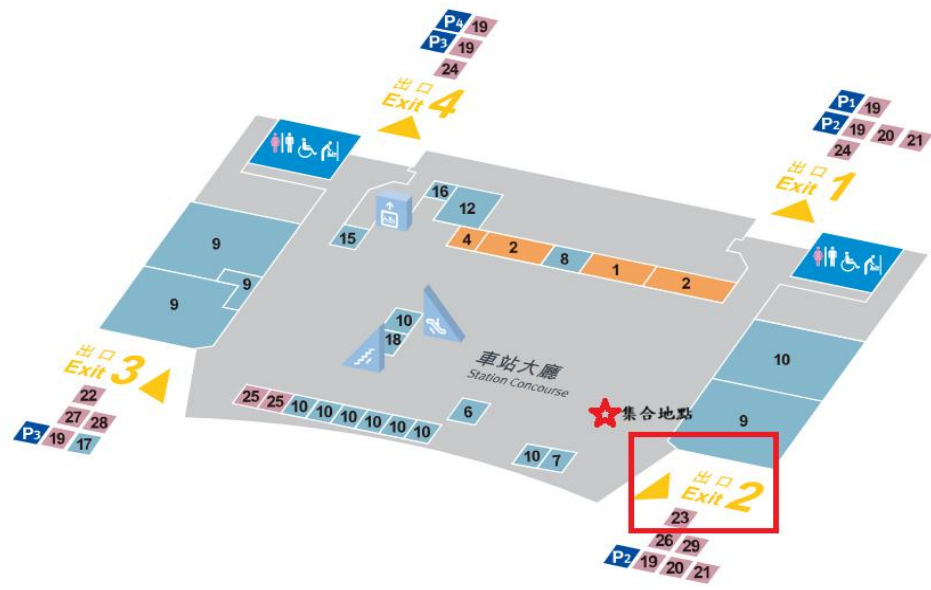 P4 19
P3 19
24
出口
Exit 4
P1 19
P2 19 20 21
24
出口
Exit 1
16
12
15
4 2 8 1 2
9
9
9
10
18
車站大廳
Station Concourse
10
9
出口
Exit 3
22
27 28
P3 19 17
25 25 10 10 10 10 10 10
6
10 7
集合地點
出口
Exit 2
23
26 29
P2 19 20 21